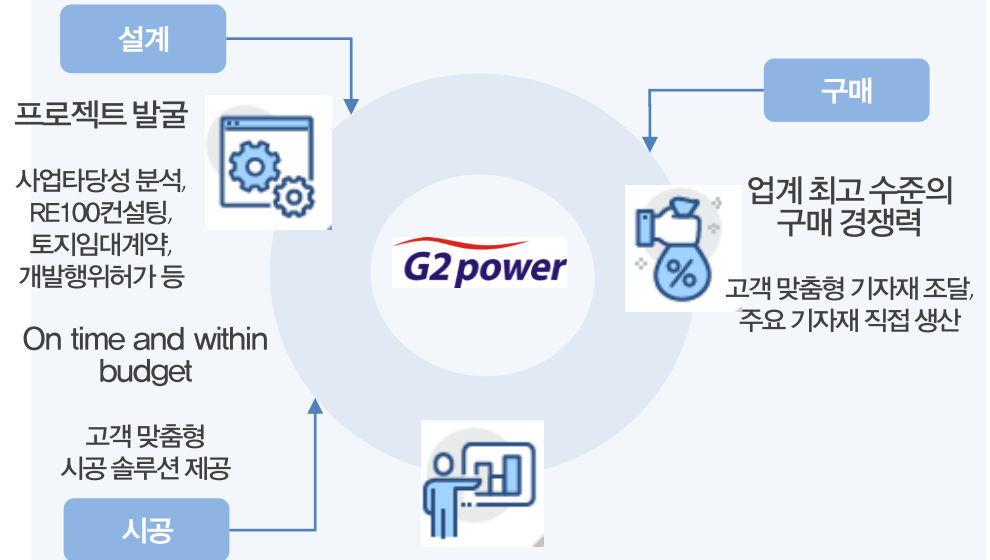 설계
프로젝트 발굴
사업타당성 분석,
RE100컨설팅,
토지임대계약,
개발행위허가 등
On time and within
budget
고객 맞춤형
시공 솔루션 제공
시공
G2power
구매
업계 최고 수준의
구매 경쟁력
고객 맞춤형 기자재 조달,
주요 기자재 직접 생산
%